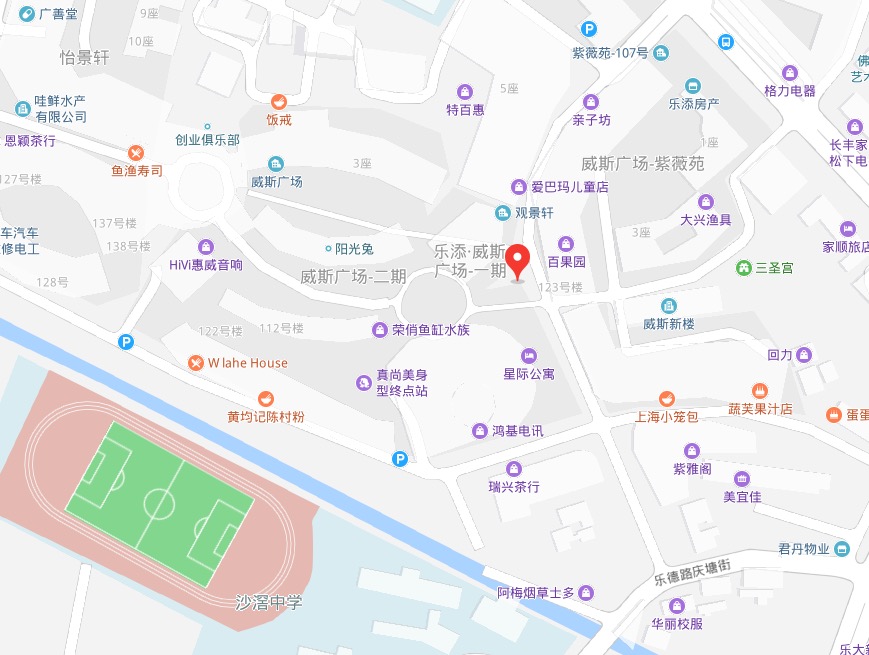 广善堂
9座
10座
怡景轩
紫薇苑-107号
格力电器
佛
艺术
哇鲜水产
有限公司
饭戒
特百惠
5座
亲子坊
乐添房产
恩颖茶行
创业俱乐部
1座
长丰家
松下电
鱼渔寿司
威斯广场
3座
威斯广场-紫薇苑
127号楼
爱巴玛儿童店
137号楼
观景轩
大兴渔具
车汽车
修电工
138号楼
阳光兔
乐添·威斯
广场-一期
3座
家顺旅店
HiVi惠威音响
威斯广场-二期
百果园
三圣宫
128号
123号楼
122号楼
112号楼
荣俏鱼缸水族
威斯新楼
W lahe House
真尚美身
型终点站
星际公寓
回力
黄均记陈村粉
上海小笼包
蔬芙果汁店
蛋蛋
鸿基电讯
瑞兴茶行
紫雅阁
美宜佳
君丹物业
沙滘中学
阿梅烟草士多
乐德路庆塘街
华丽校服
乐大新